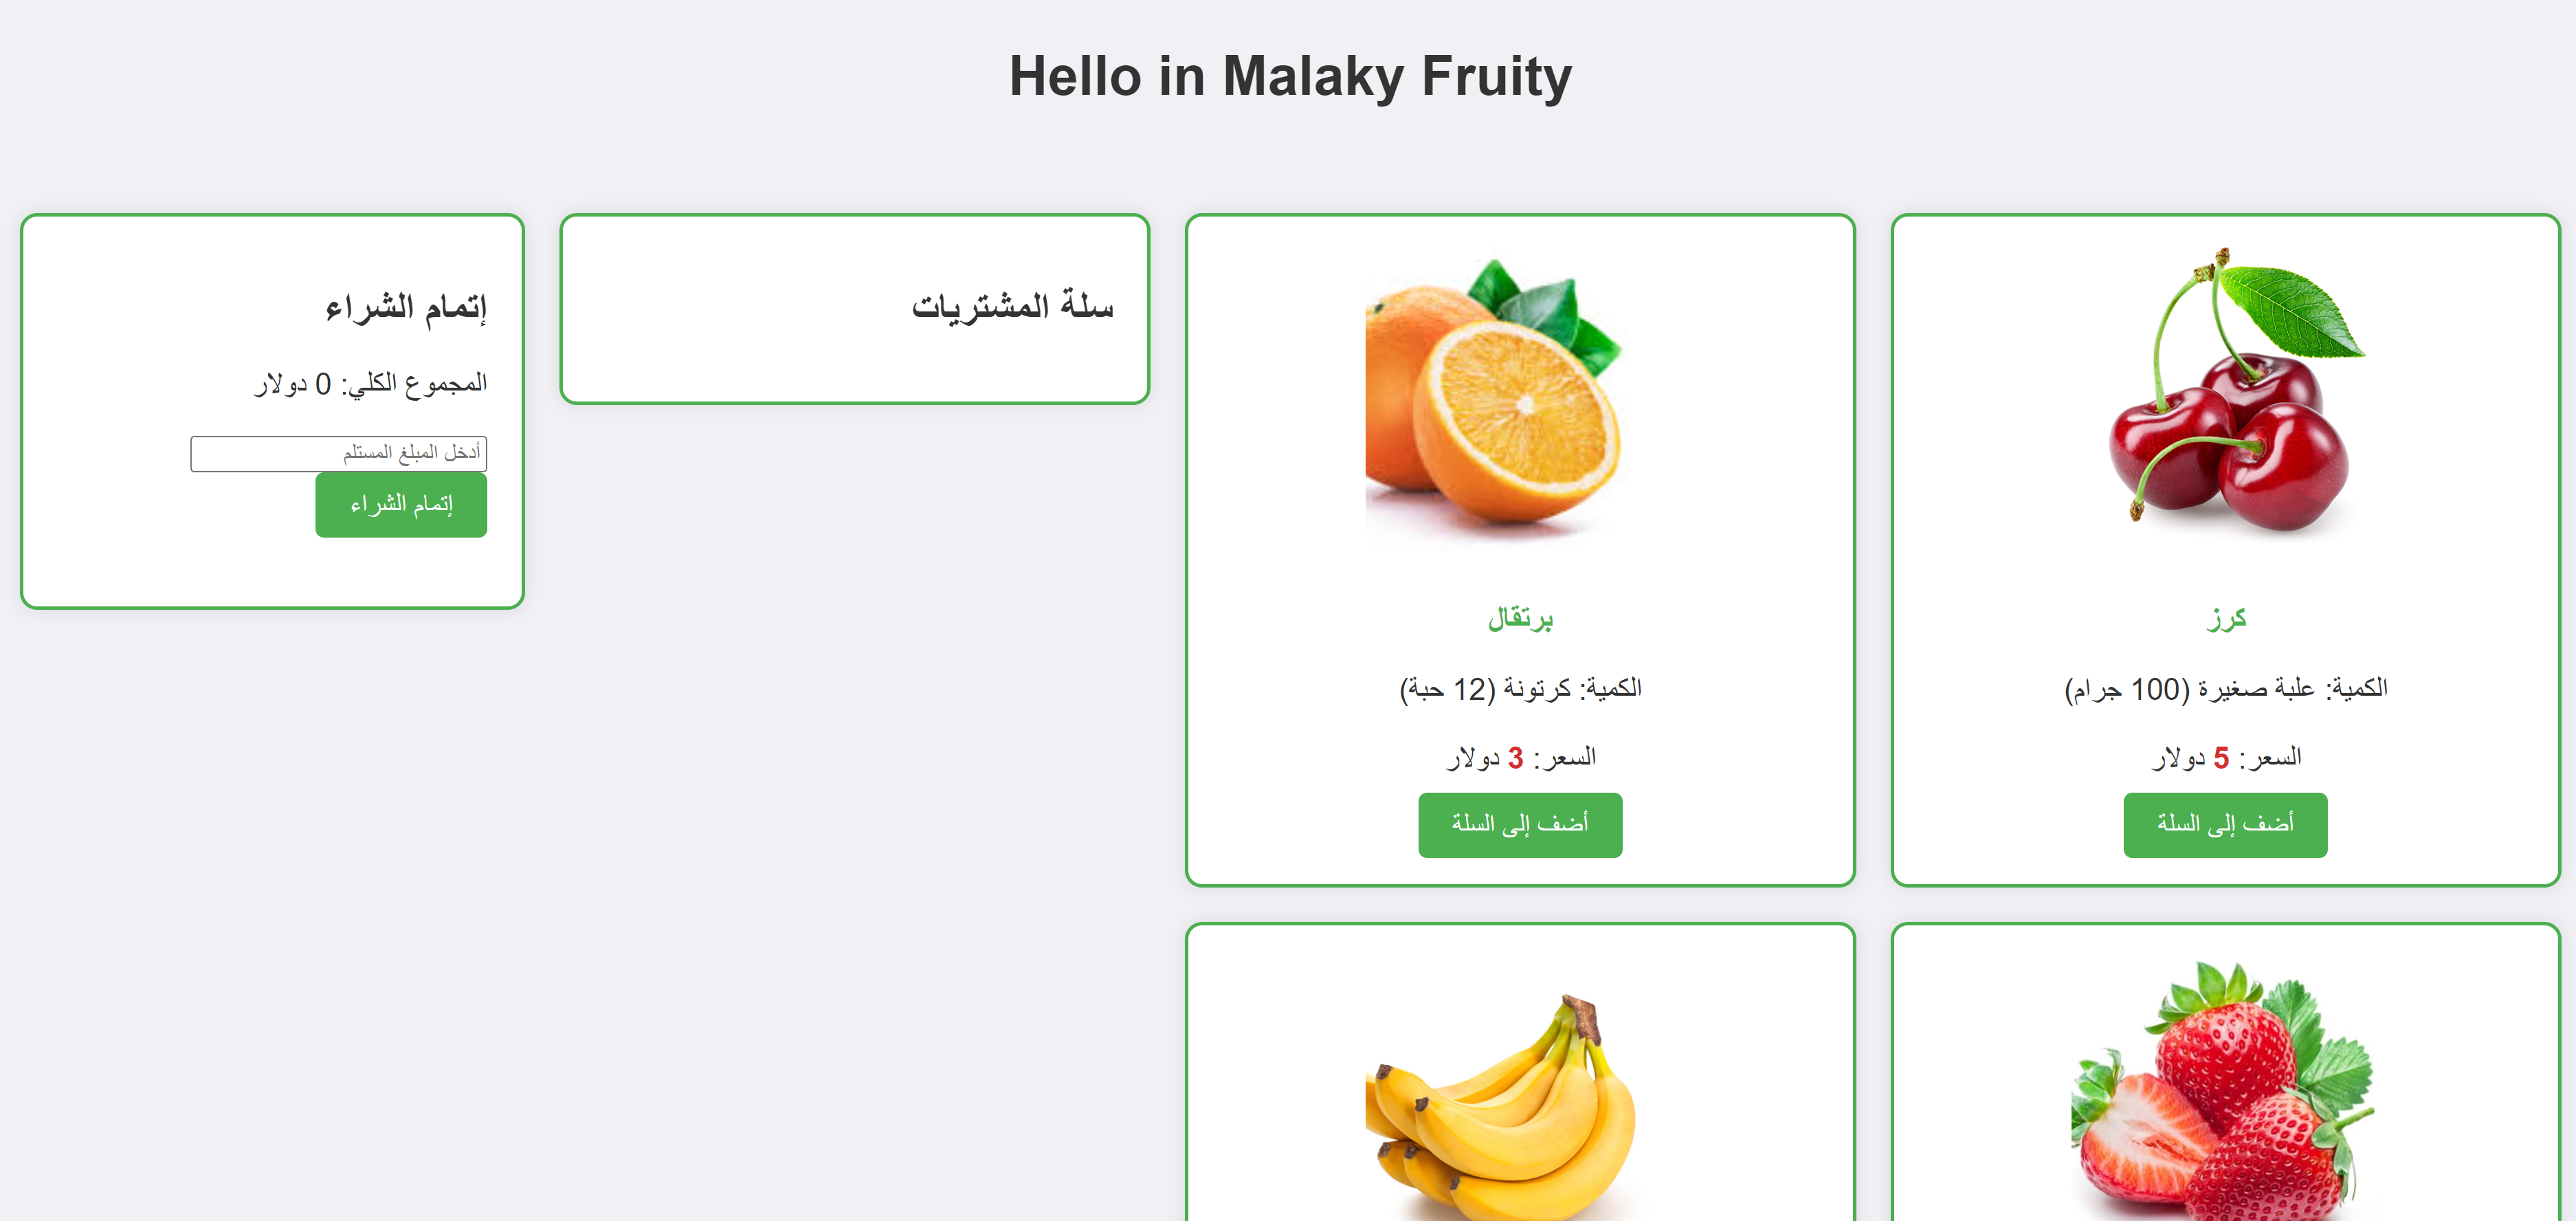 Hello in Malaky Fruity
كرز
الكمية: علبة صغيرة (100 جرام)
السعر: 5 دولار
أضف إلى السلة
برتقال
الكمية: كرتونة (12 حبة)
السعر: 3 دولار
أضف إلى السلة
سلة المشتريات
إتمام الشراء
المجموع الكلي: 0 دولار
أدخل المبلغ المستلم
إتمام الشراء